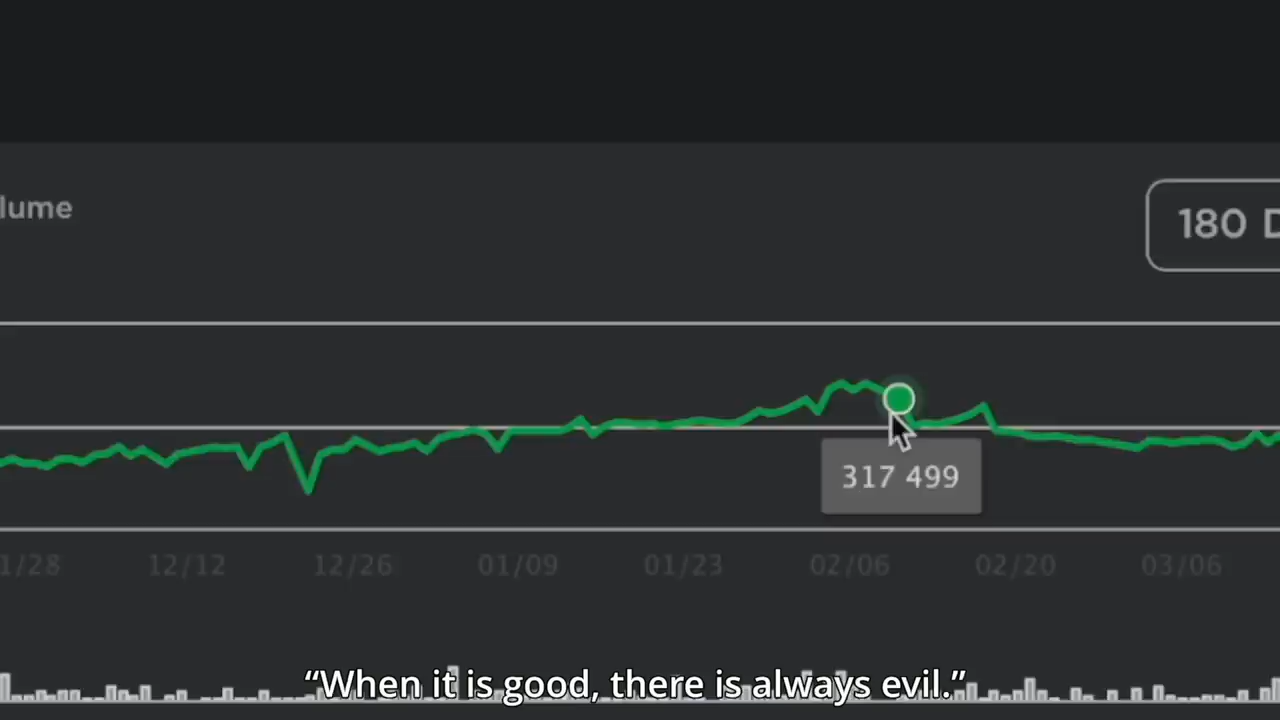 lume
180 D
317 499
1/28 12/12 12/26 01/09 01/23 02/06 02/20 03/06
“When it is good, there is always evil.”